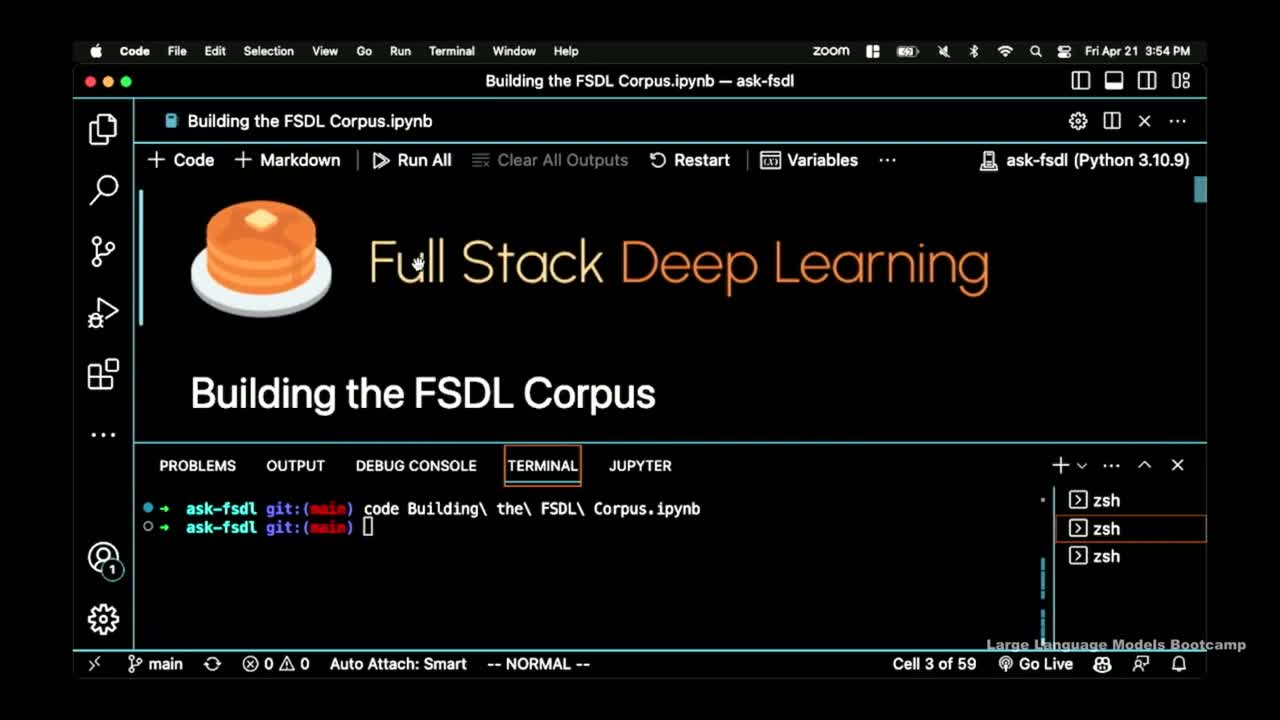 Code File Edit Selection View Go Run Terminal Window Help zoom Fri Apr 21 3:54 PM
Building the FSDL Corpus.ipynb — ask-fsdl
Building the FSDL Corpus.ipynb
+ Code + Markdown Run All Clear All Outputs Restart Variables ... ask-fsdl (Python 3.10.9)
Full Stack Deep Learning
Building the FSDL Corpus
PROBLEMS OUTPUT DEBUG CONSOLE TERMINAL JUPYTER
ask-fsdl git:(main) code Building\ the\ FSDL\ Corpus.ipynb
ask-fsdl git:(main)
zsh
zsh
zsh
1
Large Language Models Bootcamp
main 0 0 Auto Attach: Smart -- NORMAL -- Cell 3 of 59 Go Live